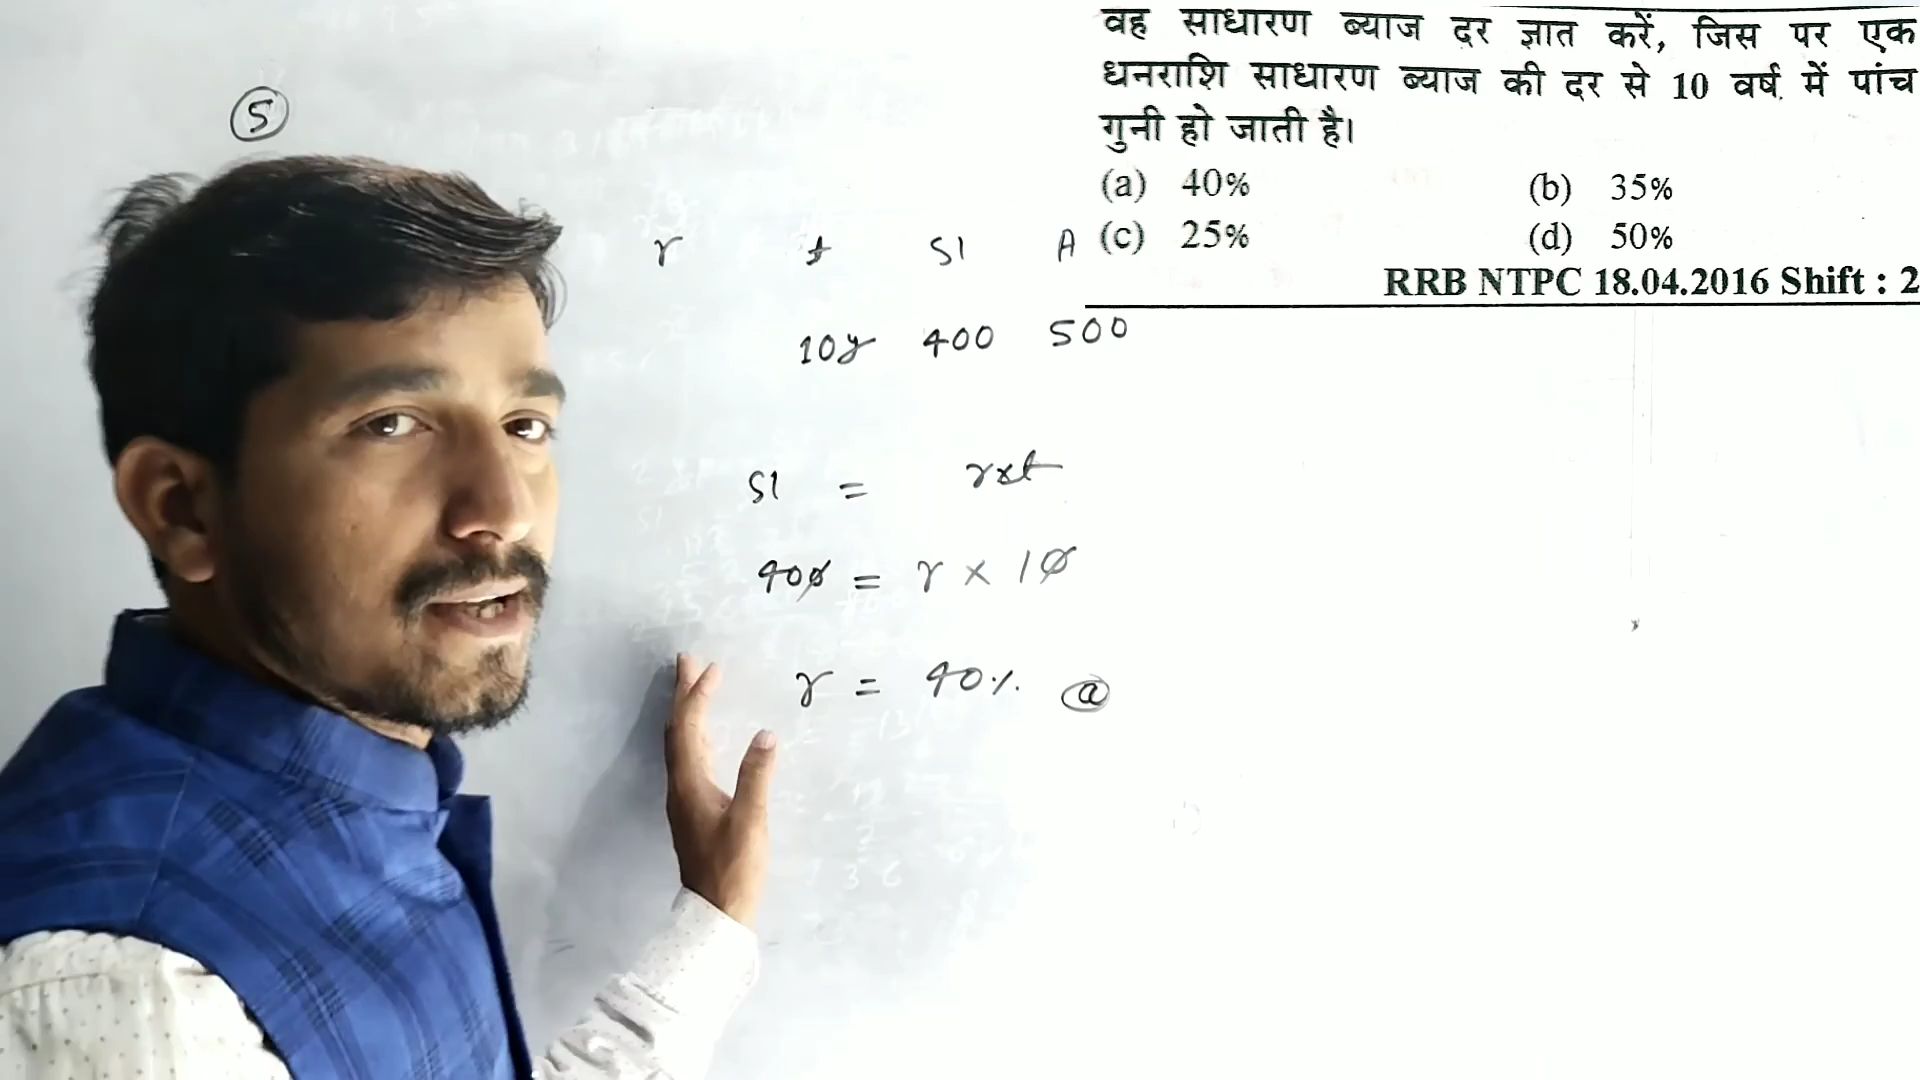 वह साधारण ब्याज दर ज्ञात करें, जिस पर एक
धनराशि साधारण ब्याज की दर से 10 वर्ष में पांच
गुनी हो जाती है।
(a) 40% (b) 35%
(c) 25% (d) 50%
RRB NTPC 18.04.2016 Shift : 2
5
r t SI A
10y 400 500
SI = r×t
400 = r × 10
r = 40% a